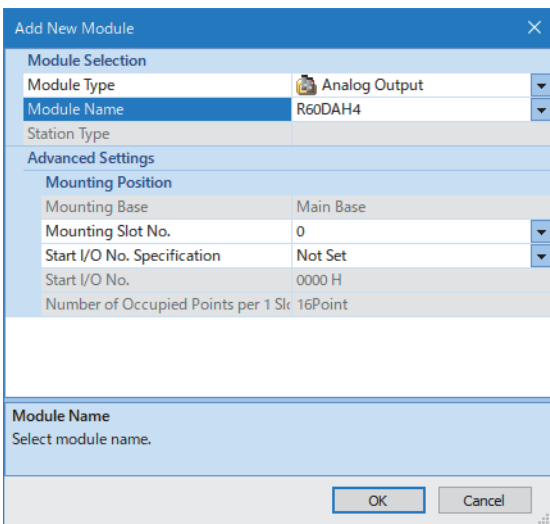 Add New Module
Module Selection
Module Type Analog Output
Module Name R60DAH4
Station Type
Advanced Settings
Mounting Position
Mounting Base Main Base
Mounting Slot No. 0
Start I/O No. Specification Not Set
Start I/O No. 0000 H
Number of Occupied Points per 1 Slc 16Point
Module Name
Select module name.
OK Cancel